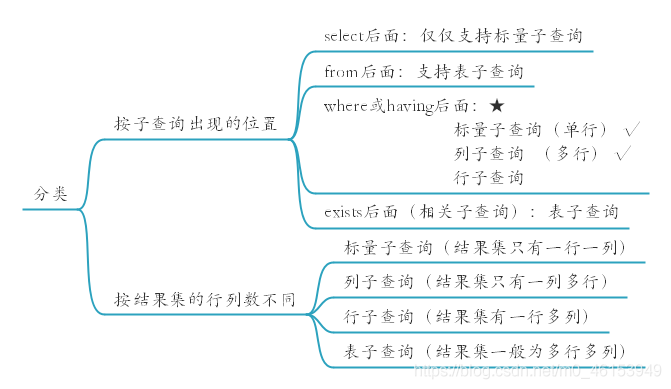 select后面：仅仅支持标量子查询
from后面：支持表子查询
where或having后面：★
按子查询出现的位置
标量子查询（单行） ✓
列子查询 （多行） ✓
行子查询
分类
exists后面（相关子查询）：表子查询
标量子查询（结果集只有一行一列）
列子查询（结果集只有一列多行）
按结果集的行列数不同
行子查询（结果集有一行多列）
表子查询（结果集一般为多行多列）